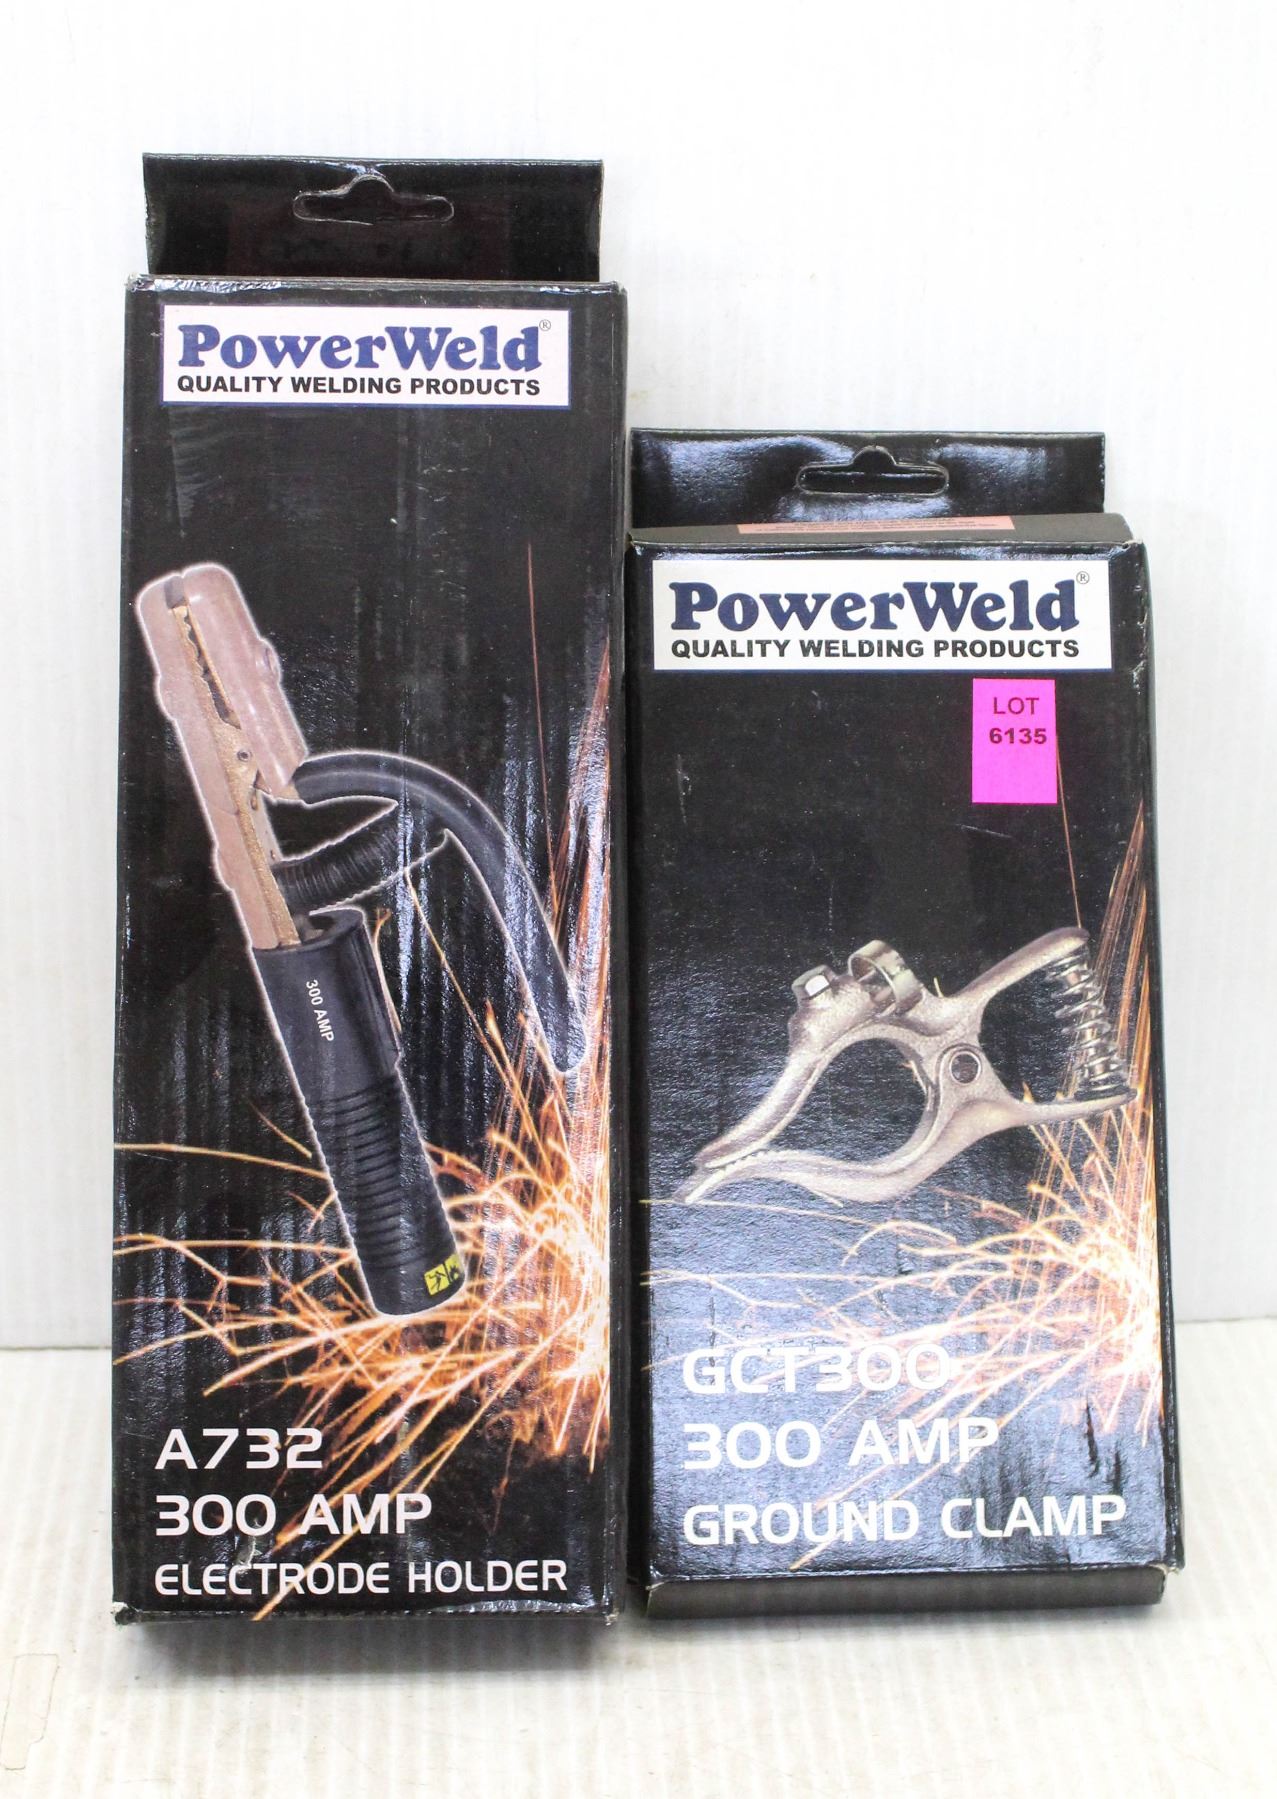 PowerWeld®
QUALITY WELDING PRODUCTS
300 AMP
A732
300 AMP
ELECTRODE HOLDER
PowerWeld®
QUALITY WELDING PRODUCTS
LOT
6135
GCT300
300 AMP
GROUND CLAMP